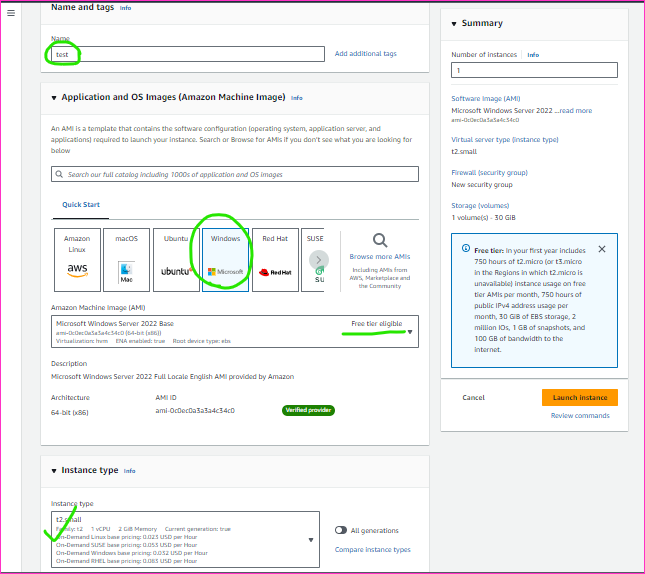 Name and tags Info
Name
test
Add additional tags
▼ Application and OS Images (Amazon Machine Image) Info
An AMI is a template that contains the software configuration (operating system, application server, and
applications) required to launch your instance. Search or Browse for AMIs if you don't see what you are looking for
below
Search our full catalog including 1000s of application and OS images
Quick Start
Amazon Linux
aws
macOS
Mac
Ubuntu
ubuntu
Windows
Microsoft
Red Hat
Red Hat
SUSE
SU
Browse more AMIs
Including AMIs from
AWS, Marketplace and
the Community
Amazon Machine Image (AMI)
Microsoft Windows Server 2022 Base
Free tier eligible
ami-0c0ec0a3a3a4c34c0 (64-bit (x86))
Virtualization: hvm ENA enabled: true Root device type: ebs
Description
Microsoft Windows Server 2022 Full Locale English AMI provided by Amazon
Architecture
64-bit (x86)
AMI ID
ami-0c0ec0a3a3a4c34c0
Verified provider
▼ Instance type Info
Instance type
t2.small
Family: t2 1 vCPU 2 GiB Memory Current generation: true
On-Demand Linux base pricing: 0.023 USD per Hour
On-Demand SUSE base pricing: 0.053 USD per Hour
On-Demand Windows base pricing: 0.032 USD per Hour
On-Demand RHEL base pricing: 0.083 USD per Hour
All generations
Compare instance types
▼ Summary
Number of instances Info
1
Software Image (AMI)
Microsoft Windows Server 2022 ...read more
ami-0c0ec0a3a3a4c34c0
Virtual server type (instance type)
t2.small
Firewall (security group)
New security group
Storage (volumes)
1 volume(s) - 30 GiB
Free tier: In your first year includes
750 hours of t2.micro (or t3.micro
in the Regions in which t2.micro is
unavailable) instance usage on free
tier AMIs per month, 750 hours of
public IPv4 address usage per
month, 30 GiB of EBS storage, 2
million IOs, 1 GB of snapshots, and
100 GB of bandwidth to the
internet.
Cancel
Launch instance
Review commands